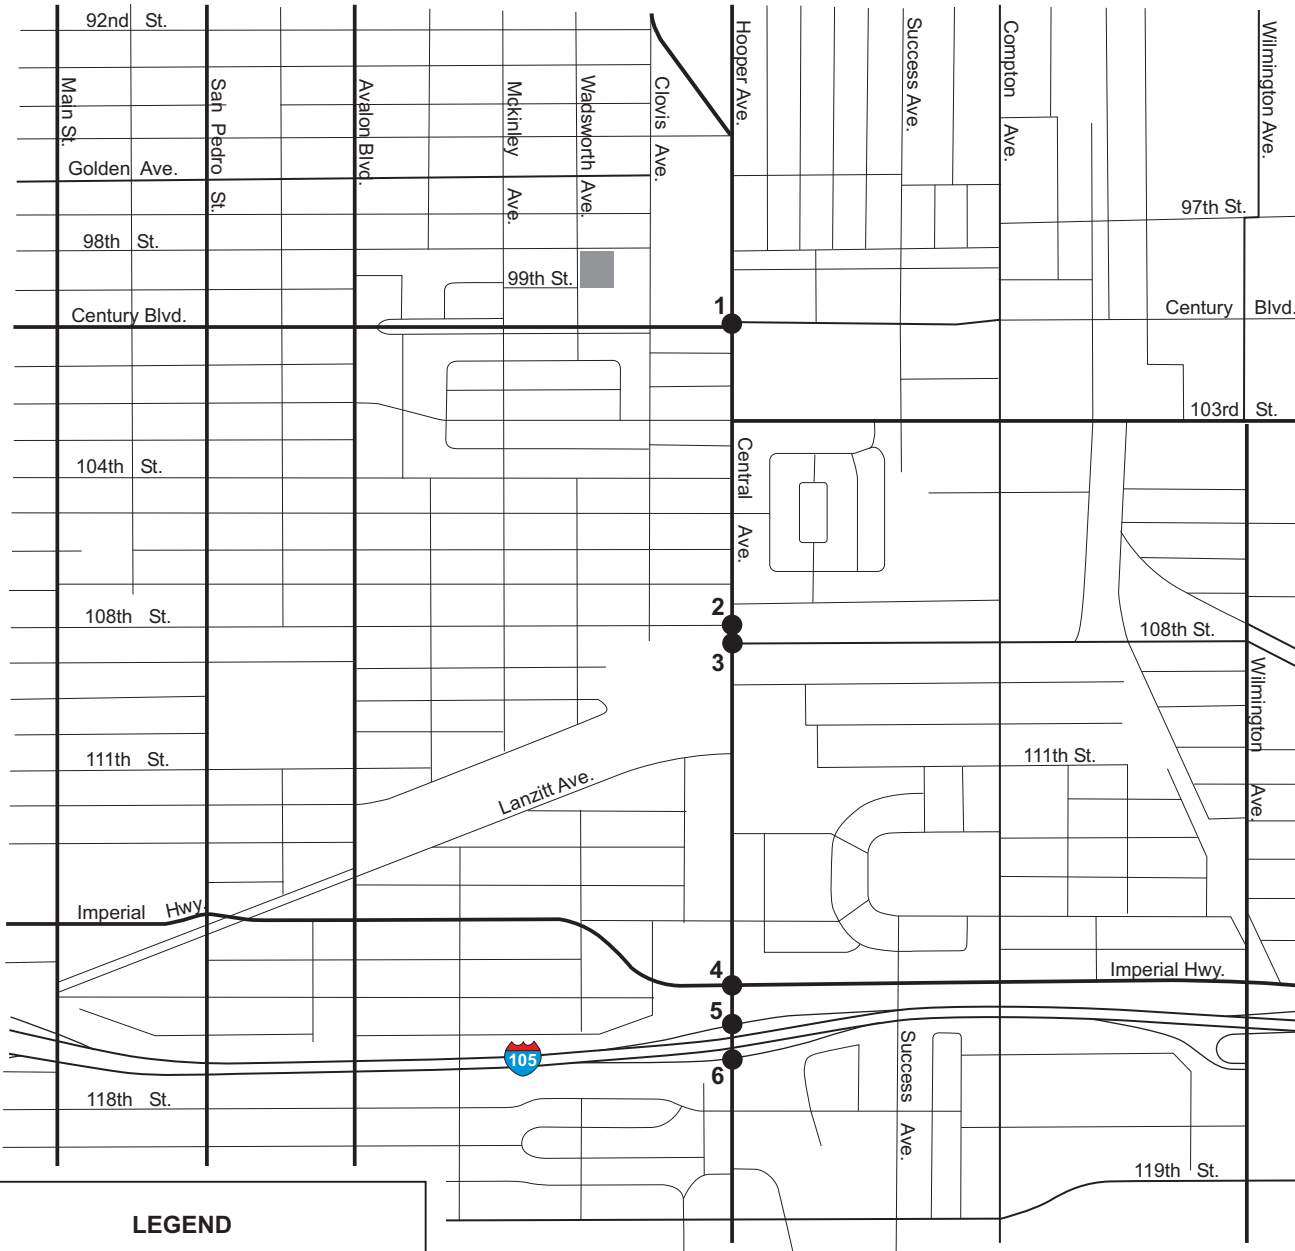 92nd St.
Main St.
San Pedro St.
Avalon Blvd.
Mckinley Ave.
Wadsworth Ave.
Clovis Ave.
Hooper Ave.
Success Ave.
Compton Ave.
Wilmington Ave.
Golden Ave.
97th St.
98th St.
99th St.
1
Century Blvd.
Century Blvd.
103rd St.
Central Ave.
104th St.
2
108th St.
108th St.
3
Wilmington Ave.
111th St.
111th St.
Lanzitt Ave.
Imperial Hwy.
4
Imperial Hwy.
5
105
6
Success Ave.
118th St.
119th St.
LEGEND